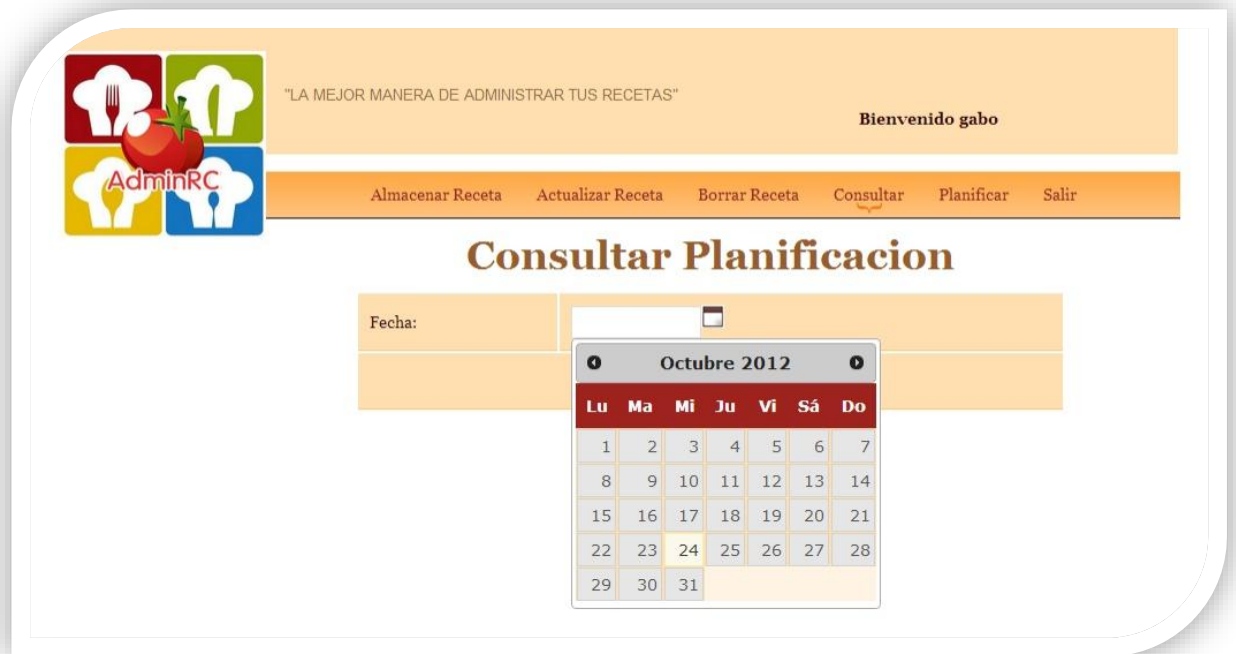 "LA MEJOR MANERA DE ADMINISTRAR TUS RECETAS"
Bienvenido gabo
AdminRC
Almacenar Receta Actualizar Receta Borrar Receta Consultar Planificar Salir
Consultar Planificacion
Fecha:
Octubre 2012
Lu Ma Mi Ju Vi Sá Do
1 2 3 4 5 6 7
8 9 10 11 12 13 14
15 16 17 18 19 20 21
22 23 24 25 26 27 28
29 30 31